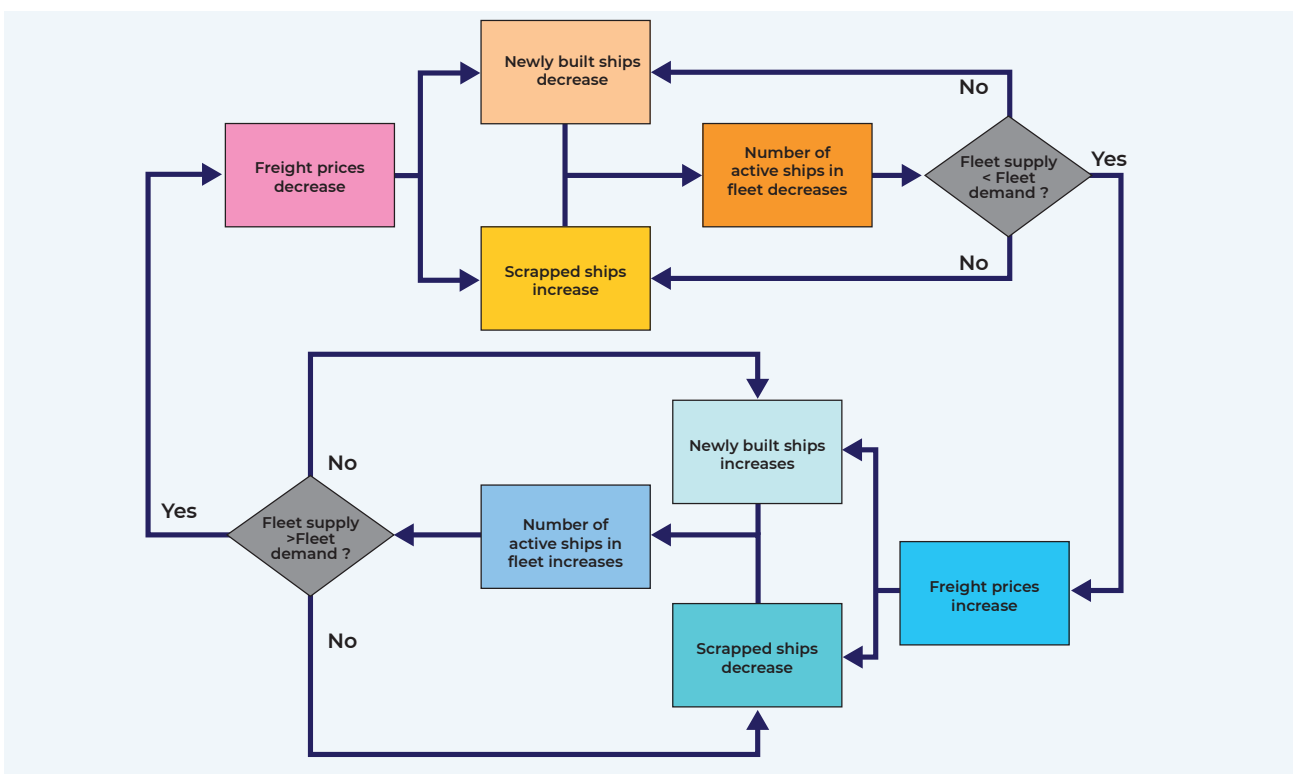 Newly built ships
decrease
No
Freight prices
decrease
Number of
active ships in
fleet decreases
Fleet supply
< Fleet
demand ?
Yes
Scrapped ships
increase
No
No
Newly built ships
increases
Yes
Fleet supply
>Fleet
demand ?
Number of
active ships in
fleet increases
Freight prices
increase
No
Scrapped ships
decrease